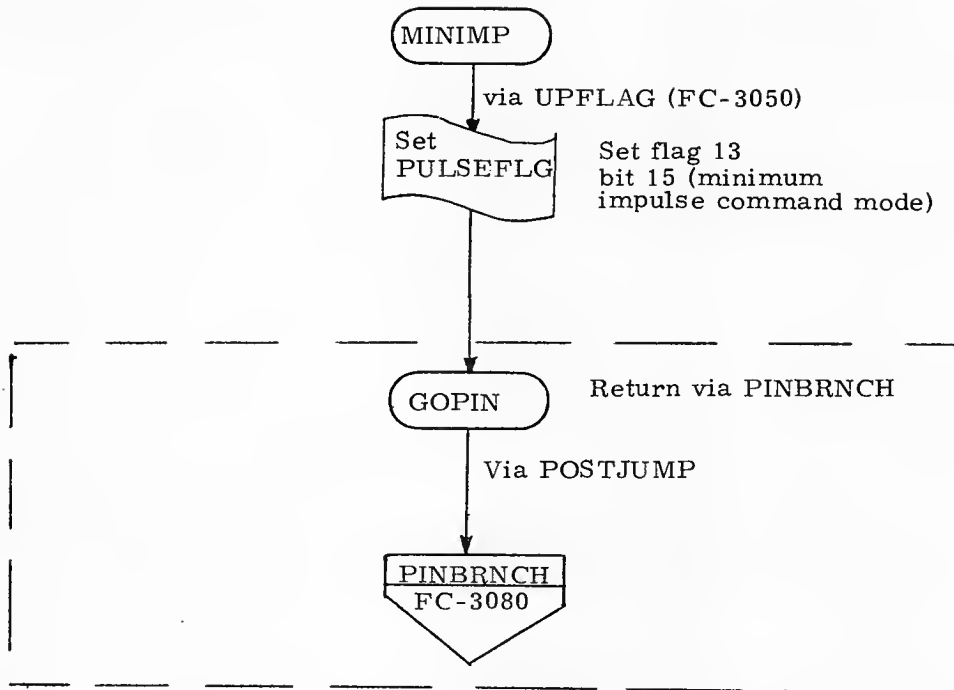 MINIMP
via UPFLAG (FC-3050)
Set
PULSEFLG
Set flag 13
bit 15 (minimum
impulse command mode)
GOPIN
Return via PINBRNCH
Via POSTJUMP
PINBRNCH
FC-3080